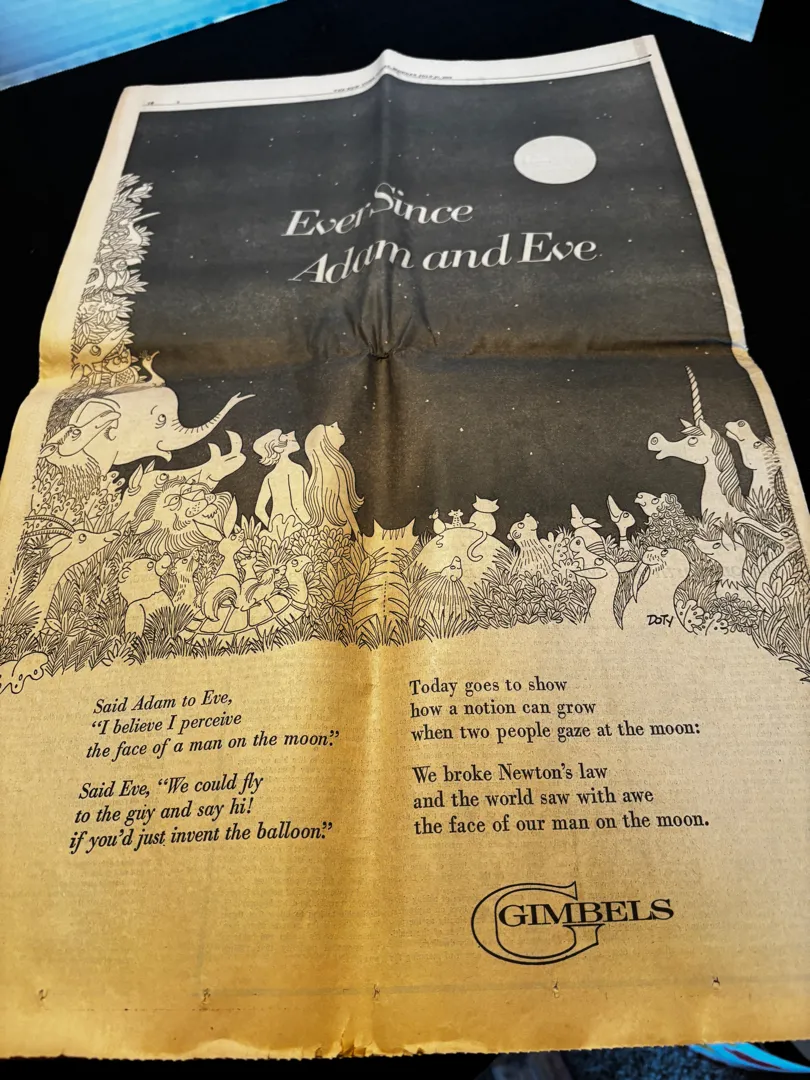 Ever Since
Adam and Eve
DOTY
Said Adam to Eve,
“I believe I perceive
the face of a man on the moon.”
Said Eve, “We could fly
to the guy and say hi!
if you’d just invent the balloon.”
Today goes to show
how a notion can grow
when two people gaze at the moon:
We broke Newton’s law
and the world saw with awe
the face of our man on the moon.
G
GIMBELS